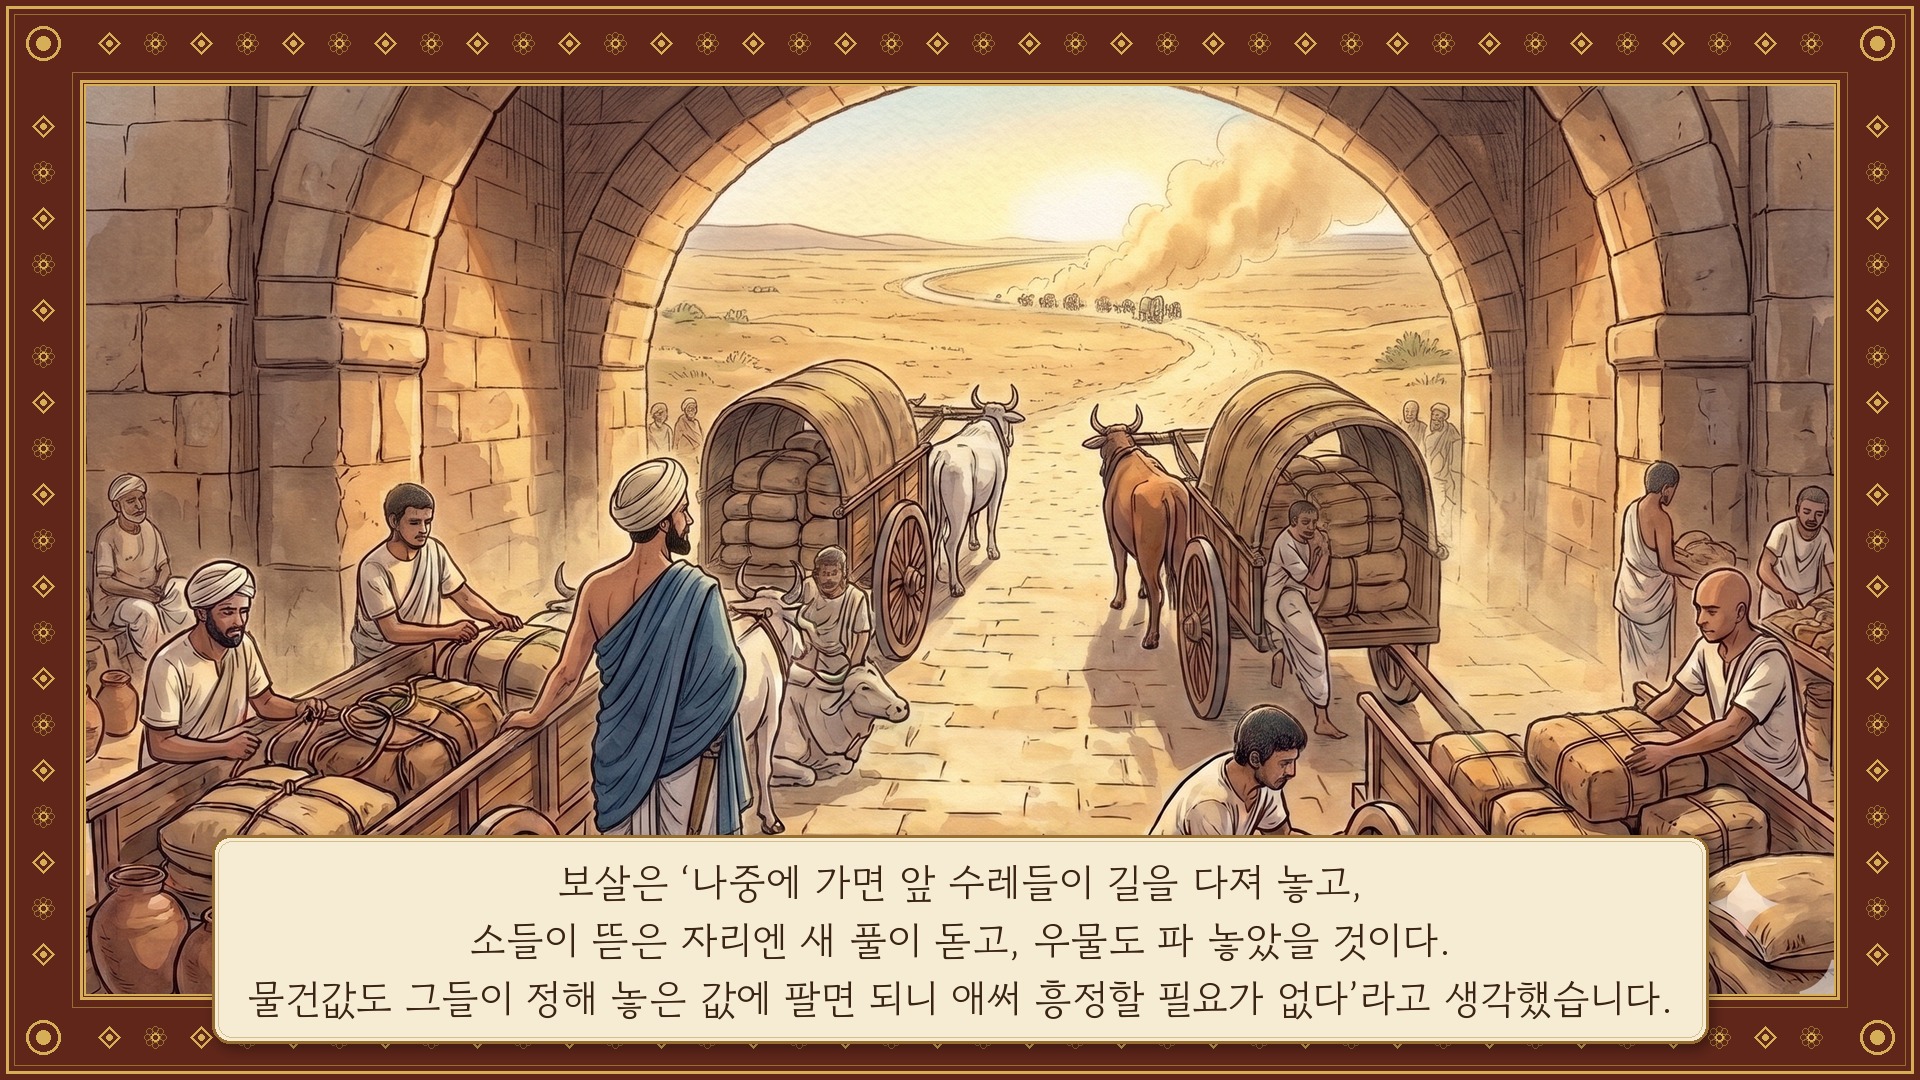 보살은 ‘나중에 가면 앞 수레들이 길을 다져 놓고,
소들이 뜯은 자리엔 새 풀이 돋고, 우물도 파 놓았을 것이다.
물건값도 그들이 정해 놓은 값에 팔면 되니 애써 흥정할 필요가 없다’라고 생각했습니다.